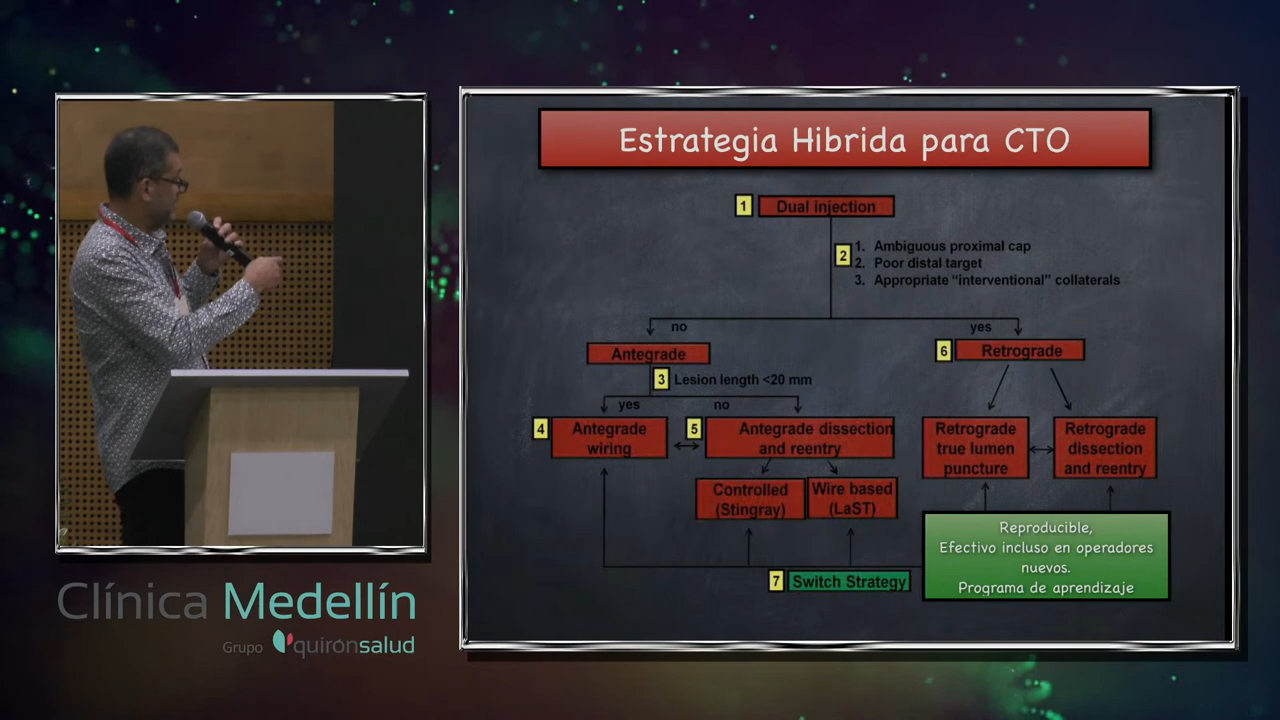 Estrategia Hibrida para CTO
1 Dual injection
2 1. Ambiguous proximal cap
2. Poor distal target
3. Appropriate “interventional” collaterals
no
yes
Antegrade
6 Retrograde
3 Lesion length <20 mm
yes
no
4 Antegrade
wiring
5 Antegrade dissection
and reentry
Retrograde
true lumen
puncture
Retrograde
dissection
and reentry
Controlled
(Stingray)
Wire based
(LaST)
7 Switch Strategy
Reproducible,
Efectivo incluso en operadores
nuevos.
Programa de aprendizaje
Clínica Medellín
Grupo quirónsalud